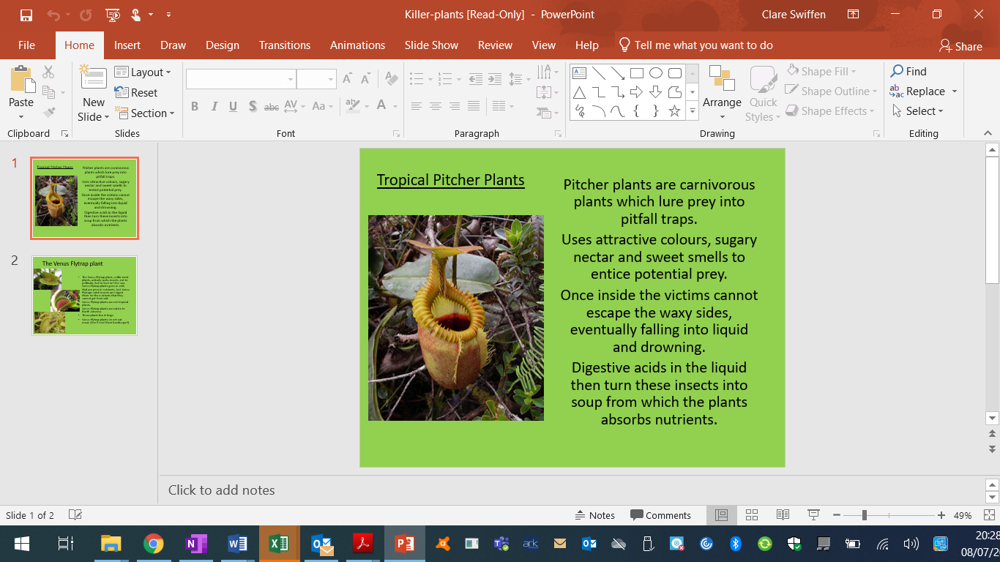 Killer-plants [Read-Only] - PowerPoint
Clare Swiffen
File Home Insert Draw Design Transitions Animations Slide Show Review View Help Tell me what you want to do Share
Paste
Clipboard
New Slide
Layout
Reset
Section
Slides
B I U S abc AV Aa A
Font
Paragraph
Arrange
Quick Styles
Shape Fill
Shape Outline
Shape Effects
Drawing
Find
Replace
Select
Editing
1
Tropical Pitcher Plants
Pitcher plants are carnivorous
plants which lure prey into
pitfall traps.
Uses attractive colours, sugary
nectar and sweet smells to
entice potential prey.
Once inside the victims cannot
escape the waxy sides,
eventually falling into liquid
and drowning.
Digestive acids in the liquid
then turn these insects into
soup from which the plants
absorbs nutrients.
2
The Venus Flytrap plant
Tropical Pitcher Plants
Pitcher plants are carnivorous
plants which lure prey into
pitfall traps.
Uses attractive colours, sugary
nectar and sweet smells to
entice potential prey.
Once inside the victims cannot
escape the waxy sides,
eventually falling into liquid
and drowning.
Digestive acids in the liquid
then turn these insects into
soup from which the plants
absorbs nutrients.
Click to add notes
Slide 1 of 2
Notes
Comments
49%
ark
20:28
08/07/20